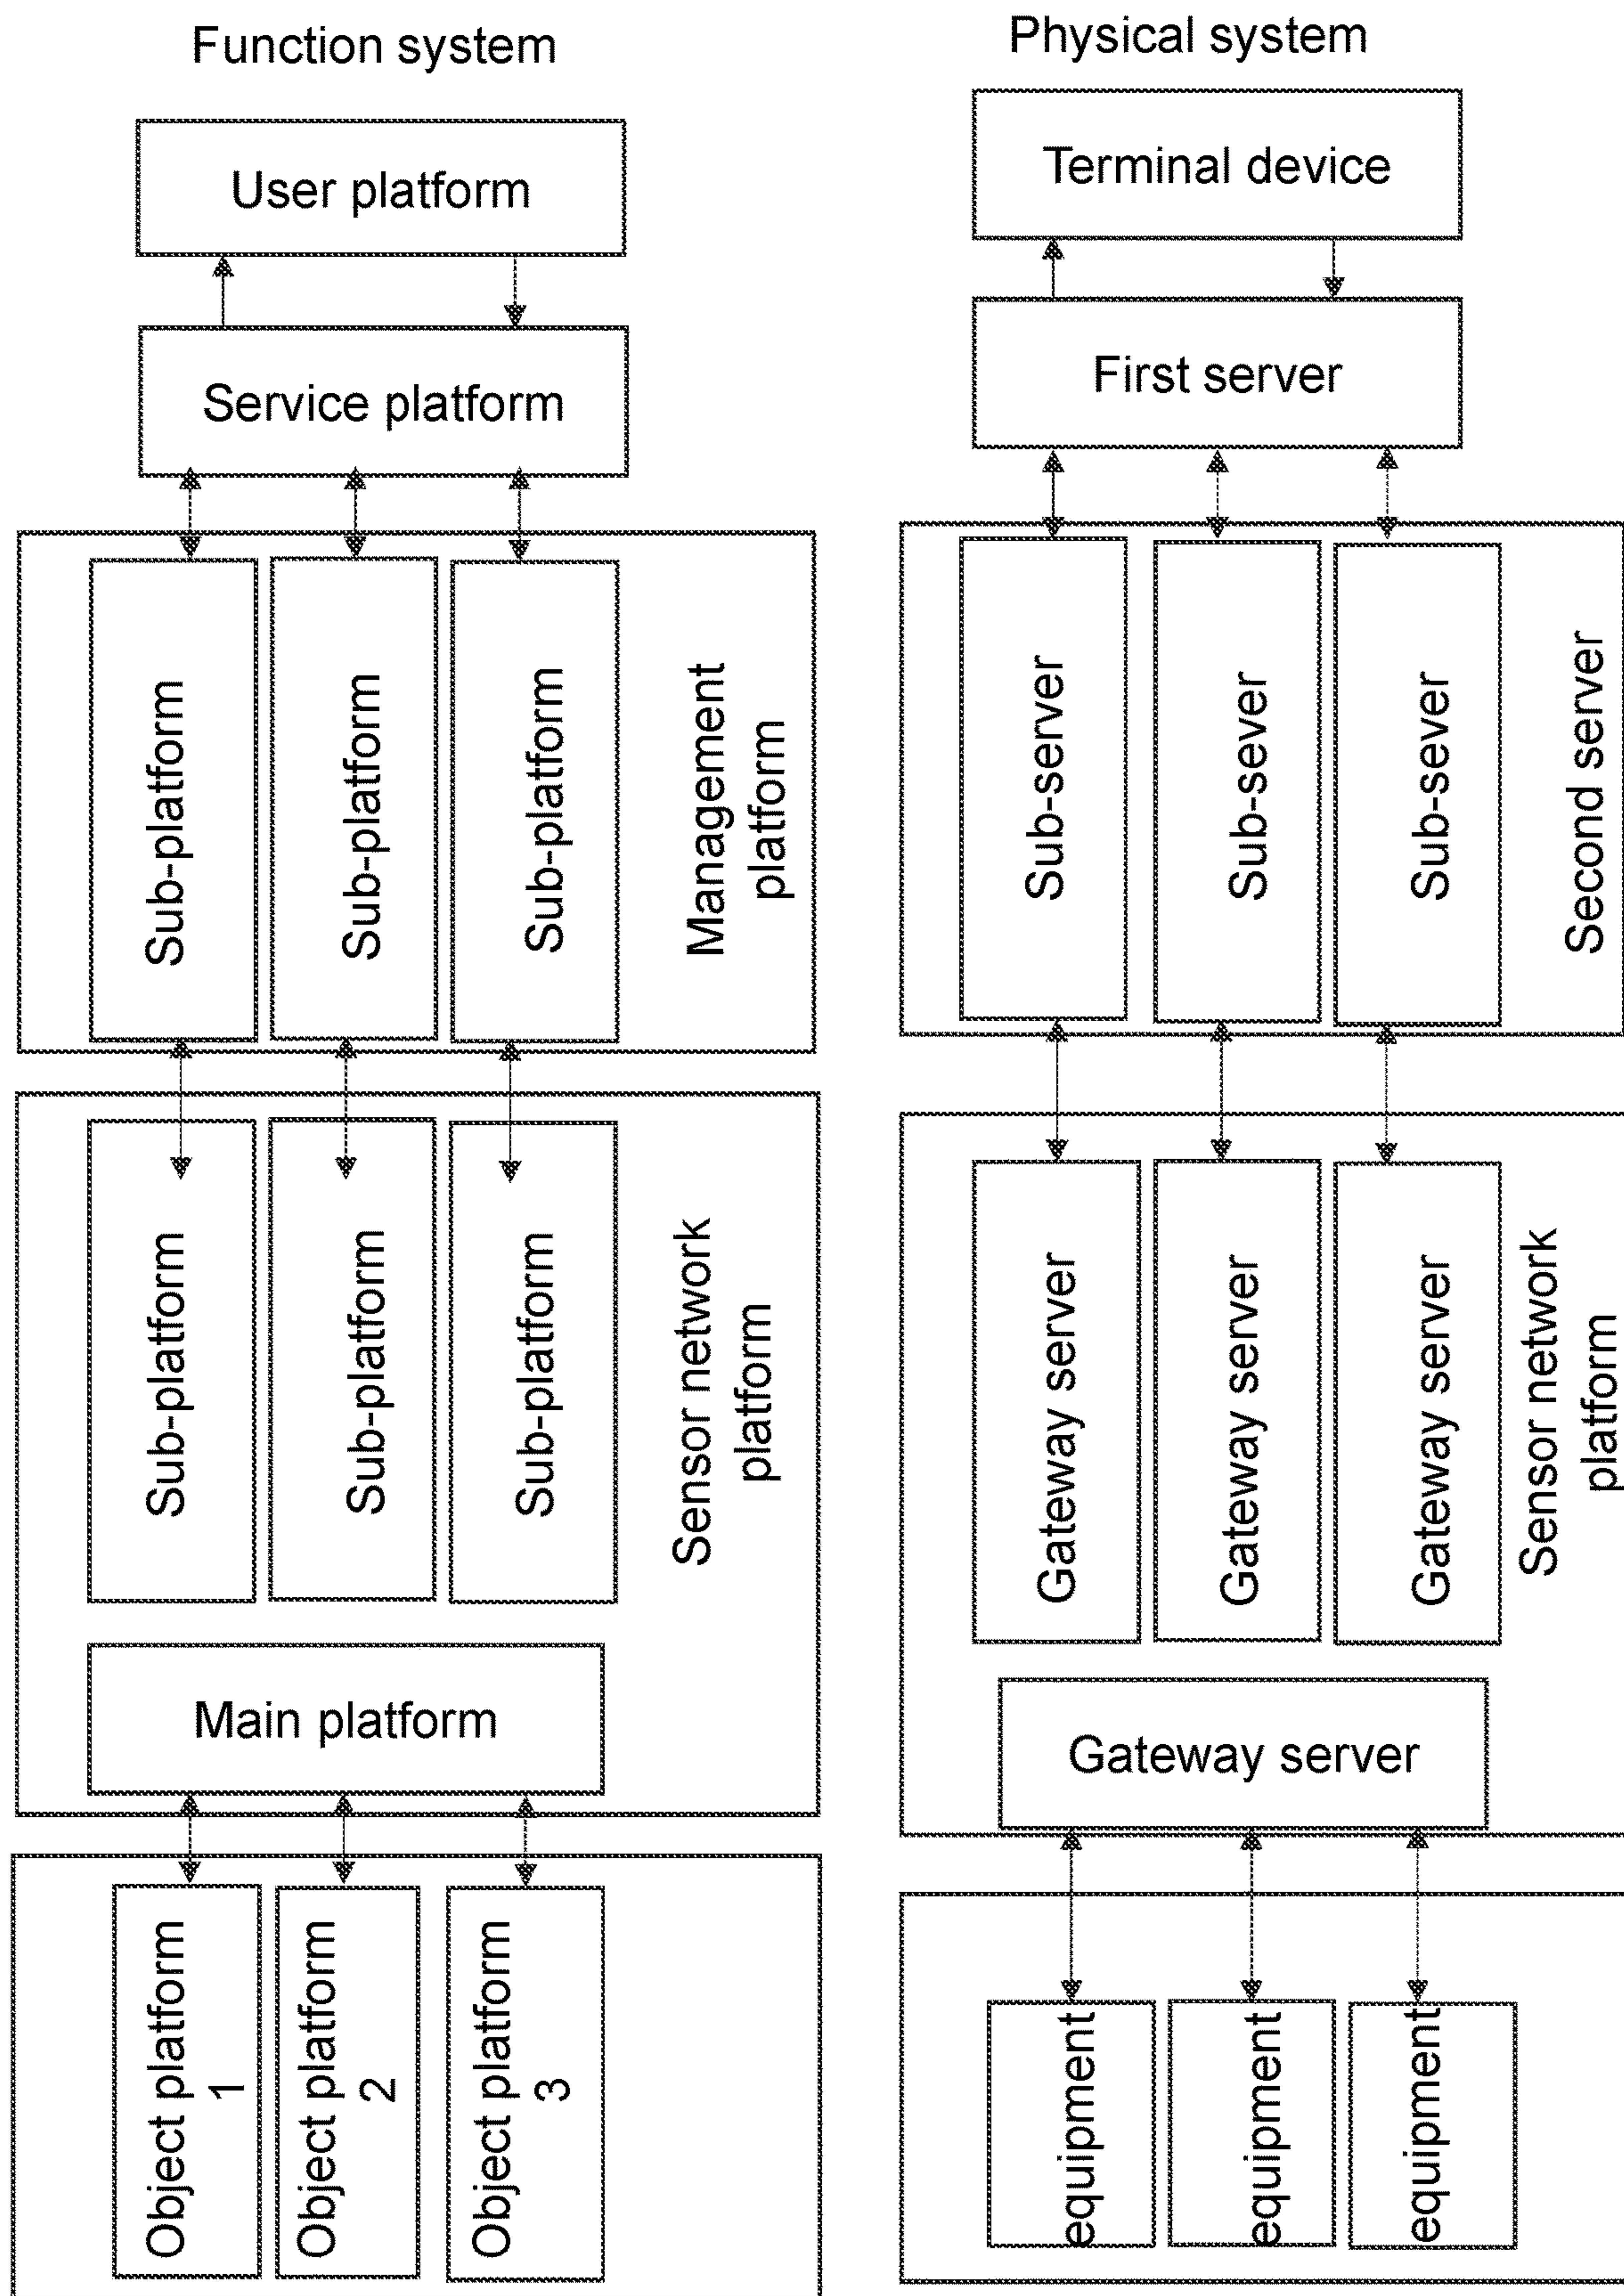 Function system
User platform
Service platform
Sub-platform
Sub-platform
Sub-platform
Management
platform
Sub-platform
Sub-platform
Sub-platform
Sensor network
platform
Main platform
Object platform
1
Object platform
2
Object platform
3
Physical system
Terminal device
First server
Sub-server
Sub-sever
Sub-sever
Second server
Gateway server
Gateway server
Gateway server
Sensor network
platform
Gateway server
equipment
equipment
equipment